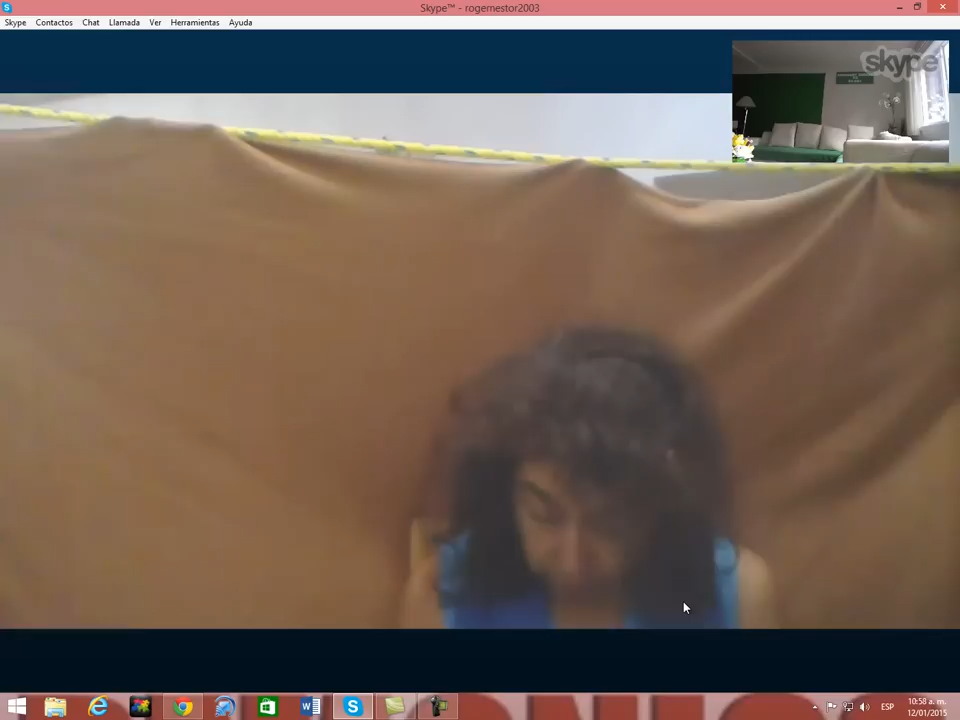 Skype™ - rogemestor2003
Skype Contactos Chat Llamada Ver Herramientas Ayuda
skype
ESP
10:58 a. m.
12/01/2015